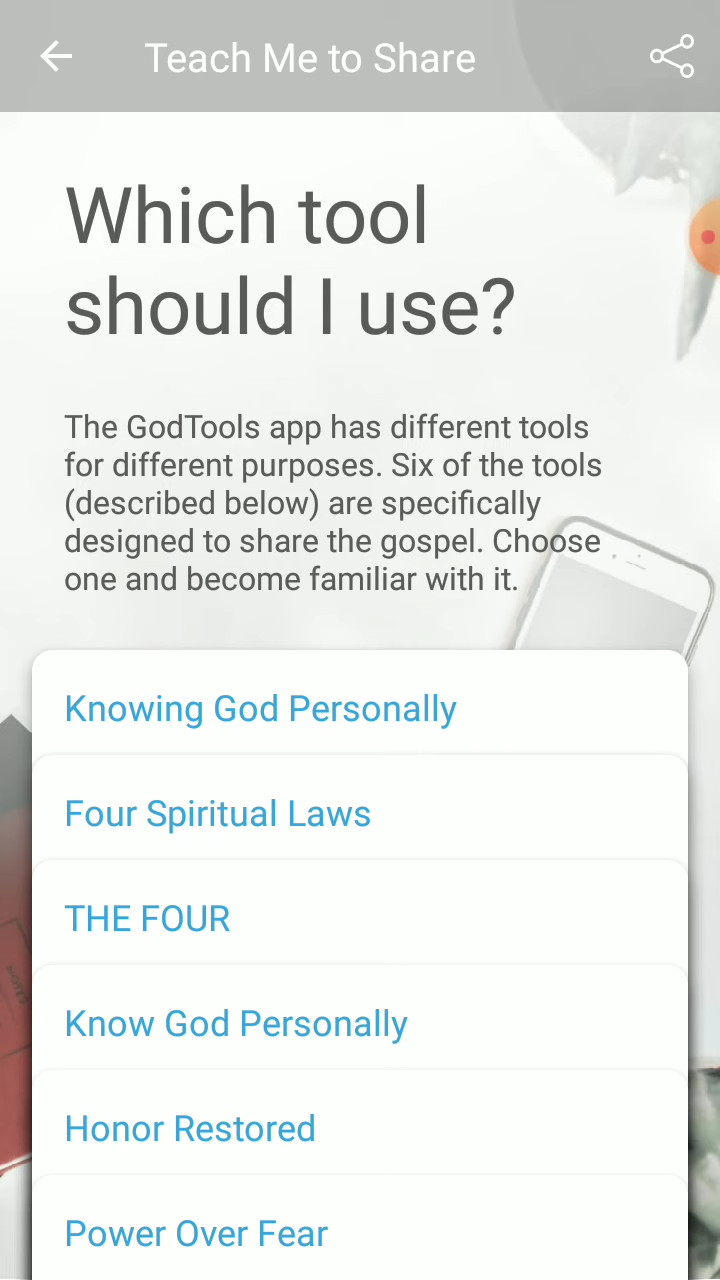 Teach Me to Share
Which tool
should I use?
The GodTools app has different tools
for different purposes. Six of the tools
(described below) are specifically
designed to share the gospel. Choose
one and become familiar with it.
Knowing God Personally
Four Spiritual Laws
THE FOUR
Know God Personally
Honor Restored
Power Over Fear